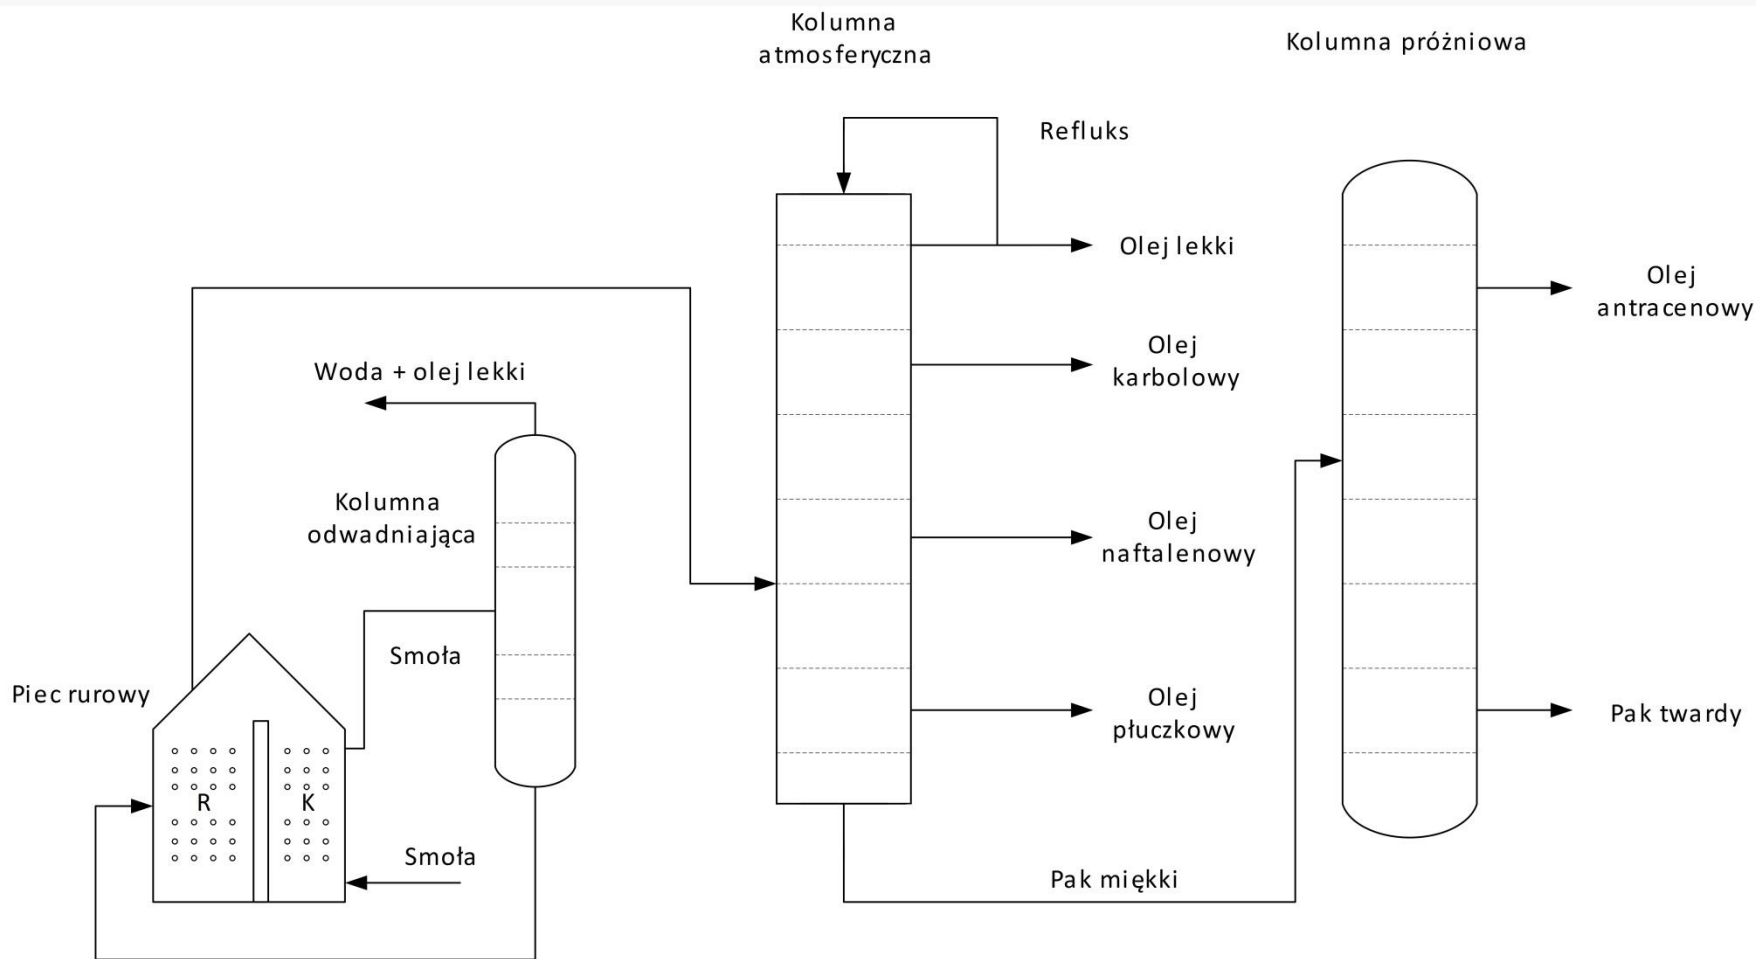 Kolumna
atmosferyczna
Kolumna próżniowa
Refluks
Olej lekki
Olej
antracenowy
Olej
karbolowy
Woda + olej lekki
Kolumna
odwadniająca
Olej
naftalenowy
Smoła
Piec rurowy
Olej
płuczkowy
Pak twardy
R
K
Smoła
Pak miękki